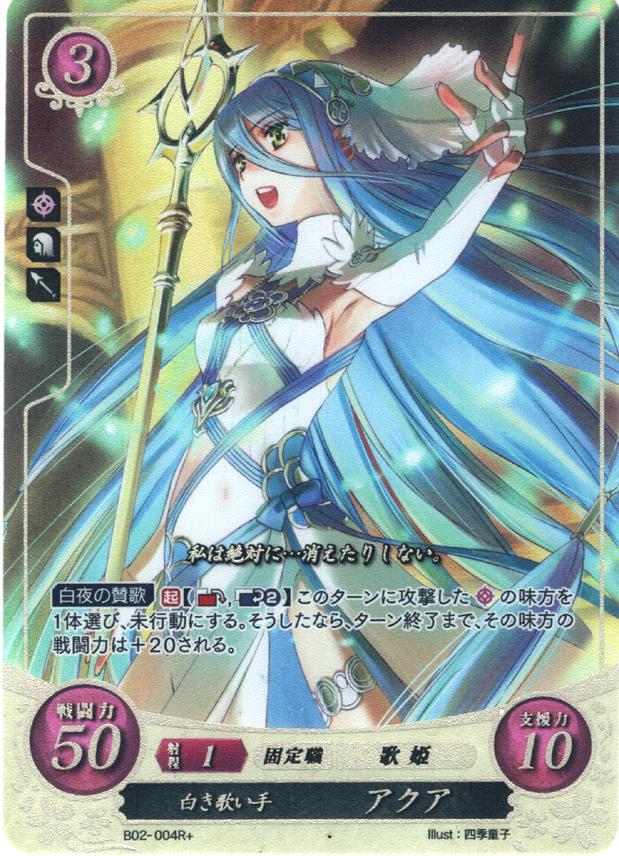 3
私は絶対に…消えたりしない。
白夜の賛歌 起【 , 2】このターンに攻撃した の味方を
1体選び、未行動にする。そうしたなら、ターン終了まで、その味方の
戦闘力は+20される。
戦闘力
50
射程 1
固定職
歌姫
支援力
10
白き歌い手 アクア
B02-004R+
Illust:四季童子